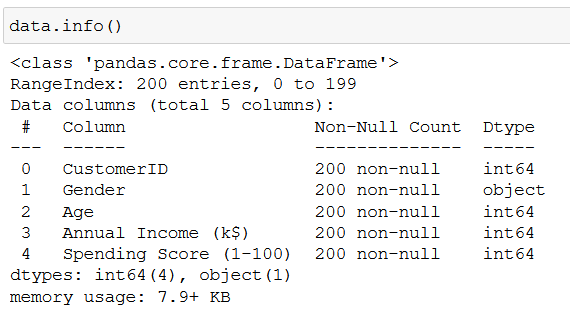 data.info()
<class 'pandas.core.frame.DataFrame'>
RangeIndex: 200 entries, 0 to 199
Data columns (total 5 columns):
 #   Column                  Non-Null Count  Dtype
---  ------                  --------------  -----
 0   CustomerID              200 non-null    int64
 1   Gender                  200 non-null    object
 2   Age                     200 non-null    int64
 3   Annual Income (k$)      200 non-null    int64
 4   Spending Score (1-100)  200 non-null    int64
dtypes: int64(4), object(1)
memory usage: 7.9+ KB